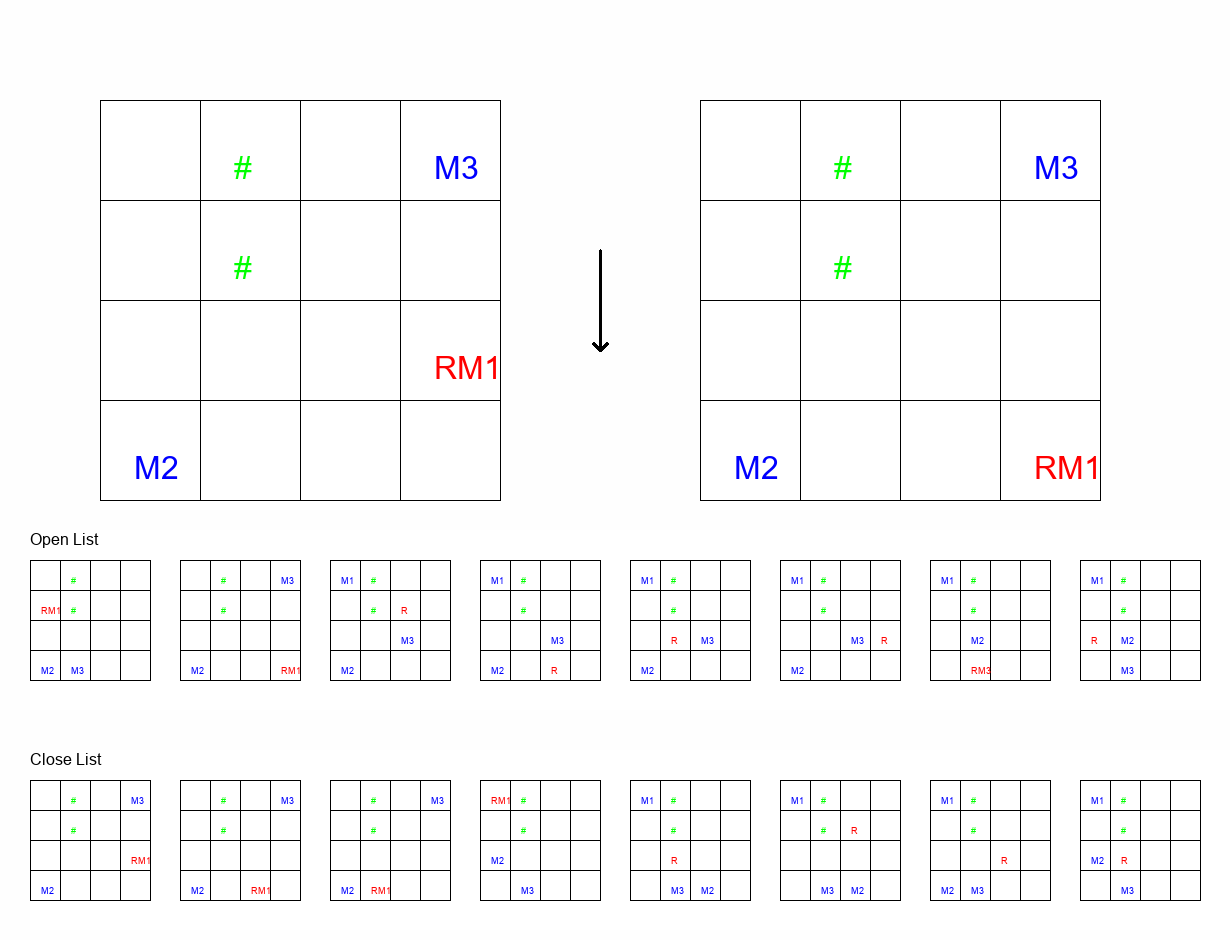 # M3 # M3
# #
RM1
M2 M2 RM1
Open List
# # M3 M1 # M1 # M1 # M1 # M1 # M1 #
RM1 # # # R # # # # #
M3 M3 R M3 M3 R M2 R M2
M2 M3 M2 RM1 M2 M2 R M2 M2 RM3 M3
Close List
# M3 # M3 # M3 RM1 # M1 # M1 # M1 # M1 #
# # # # # # R # #
RM1 M2 R R M2 R
M2 M2 RM1 M2 RM1 M3 M3 M2 M3 M2 M2 M3 M3